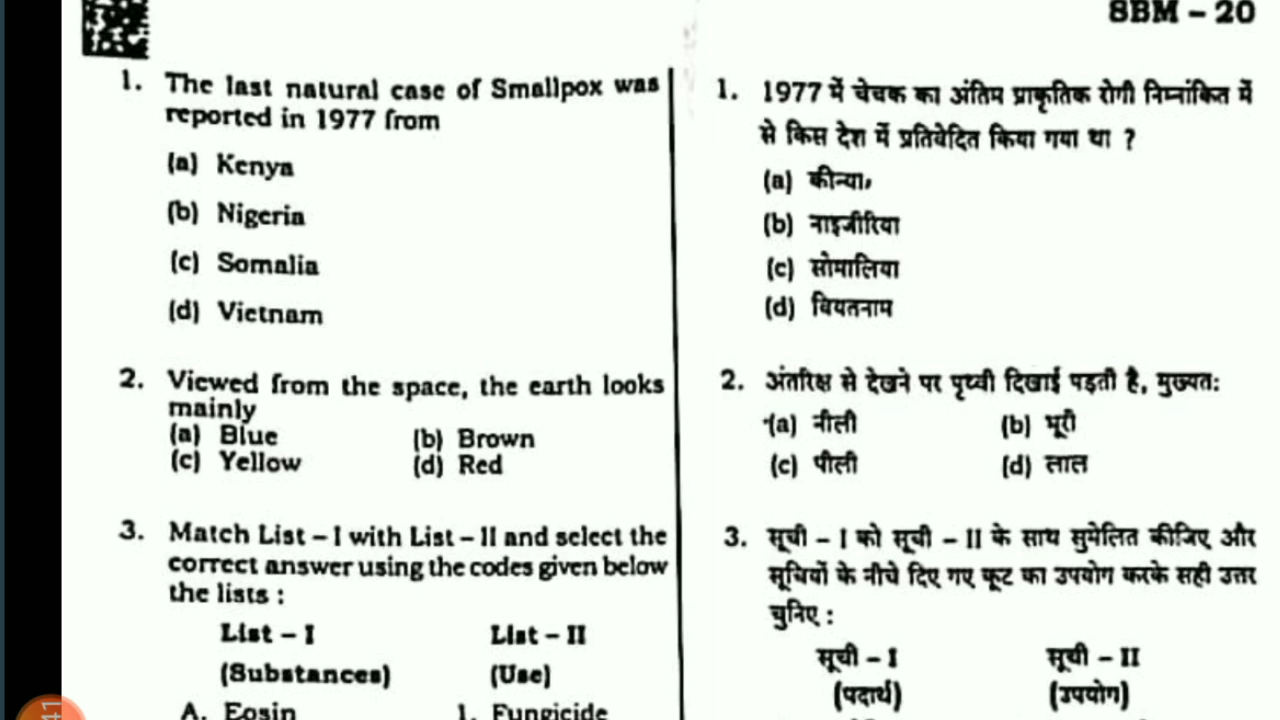 SBM – 20
1. The last natural case of Smallpox was
reported in 1977 from
(a) Kenya
(b) Nigeria
(c) Somalia
(d) Vietnam
2. Viewed from the space, the earth looks
mainly
(a) Blue (b) Brown
(c) Yellow (d) Red
3. Match List – I with List – II and select the
correct answer using the codes given below
the lists :
List – I List – II
(Substances) (Use)
A. Eosin 1. Fungicide
1. 1977 में चेचक का अंतिम प्राकृतिक रोगी निम्नांकित में
से किस देश में प्रतिवेदित किया गया था ?
(a) कीन्या
(b) नाइजीरिया
(c) सोमालिया
(d) वियतनाम
2. अंतरिक्ष से देखने पर पृथ्वी दिखाई पड़ती है, मुख्यतः
(a) नीली (b) भूरी
(c) पीली (d) लाल
3. सूची – I को सूची – II के साथ सुमेलित कीजिए और
सूचियों के नीचे दिए गए कूट का उपयोग करके सही उत्तर
चुनिए :
सूची – I सूची – II
(पदार्थ) (उपयोग)
41